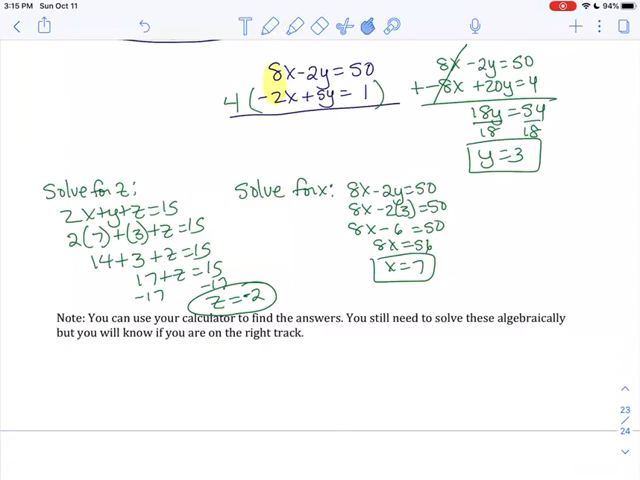 3:15 PM Sun Oct 11
94%
8x-2y=50
4(-2x+5y= 1)
8x-2y=50
+-8x+20y=4
18y=54
18 18
y=3
Solve for z:
2x+y+z=15
2(7)+(3)+z=15
14+3+z=15
17+z=15
-17 -17
z=-2
Solve for x: 8x-2y=50
8x-2(3)=50
8x-6=50
8x=56
x=7
Note: You can use your calculator to find the answers. You still need to solve these algebraically
but you will know if you are on the right track.
23
/
24